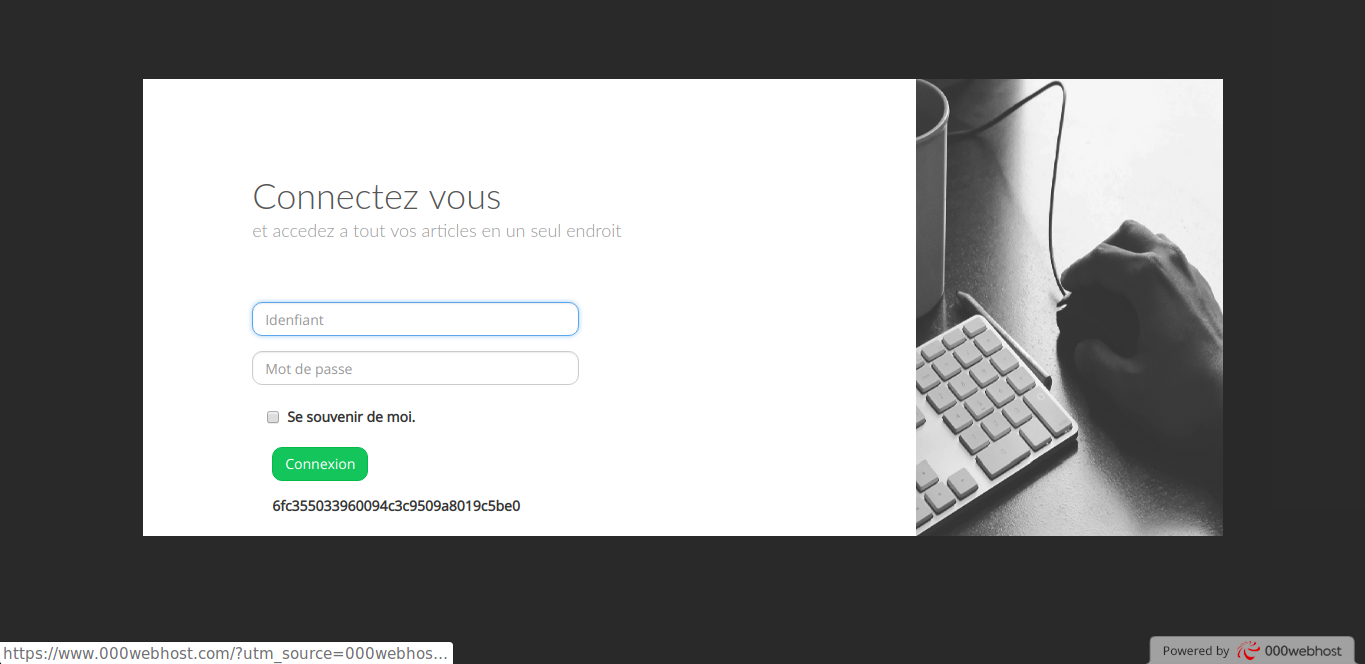 Connectez vous
et accedez a tout vos articles en un seul endroit
Idenfiant
Mot de passe
Se souvenir de moi.
Connexion
6fc355033960094c3c9509a8019c5be0
https://www.000webhost.com/?utm_source=000webhos...
Powered by 000webhost